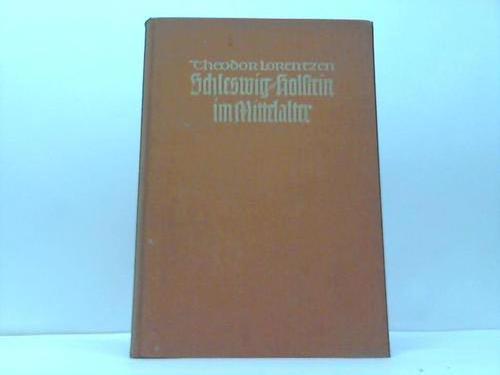 Theodor Lorentzen
Schleswig-Holstein
im Mittelalter